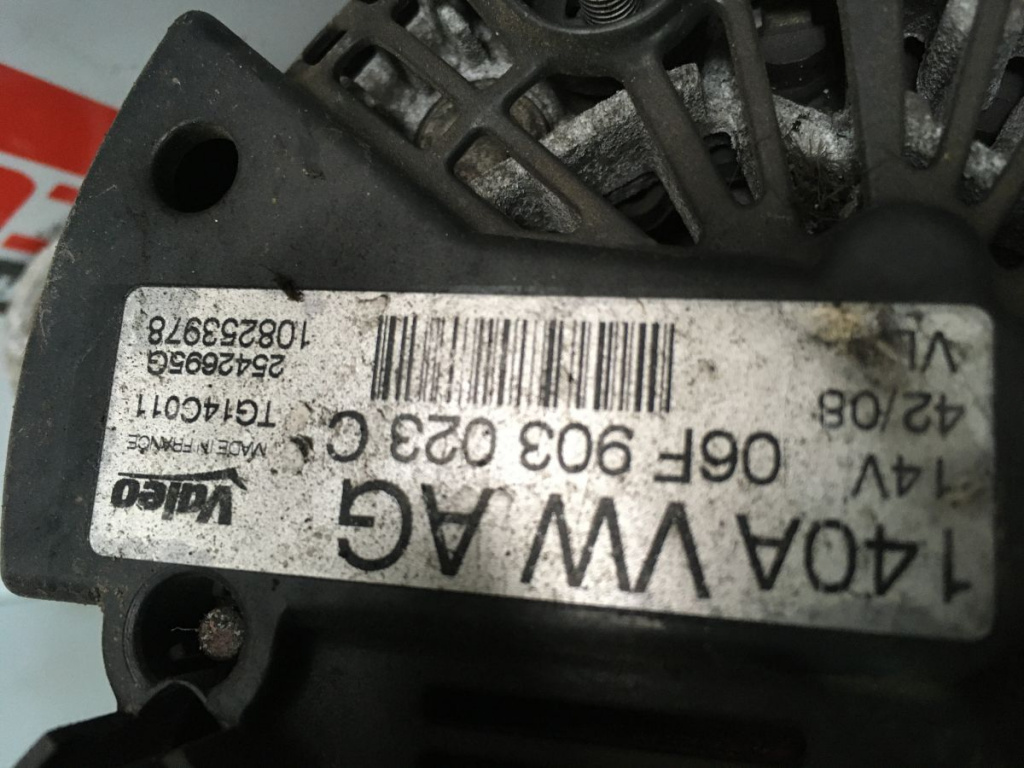 140A VW AG
14V 06F 903 023 C
42/08
VL
Valeo
MADE IN FRANCE
TG14C011
2542695G
108253978